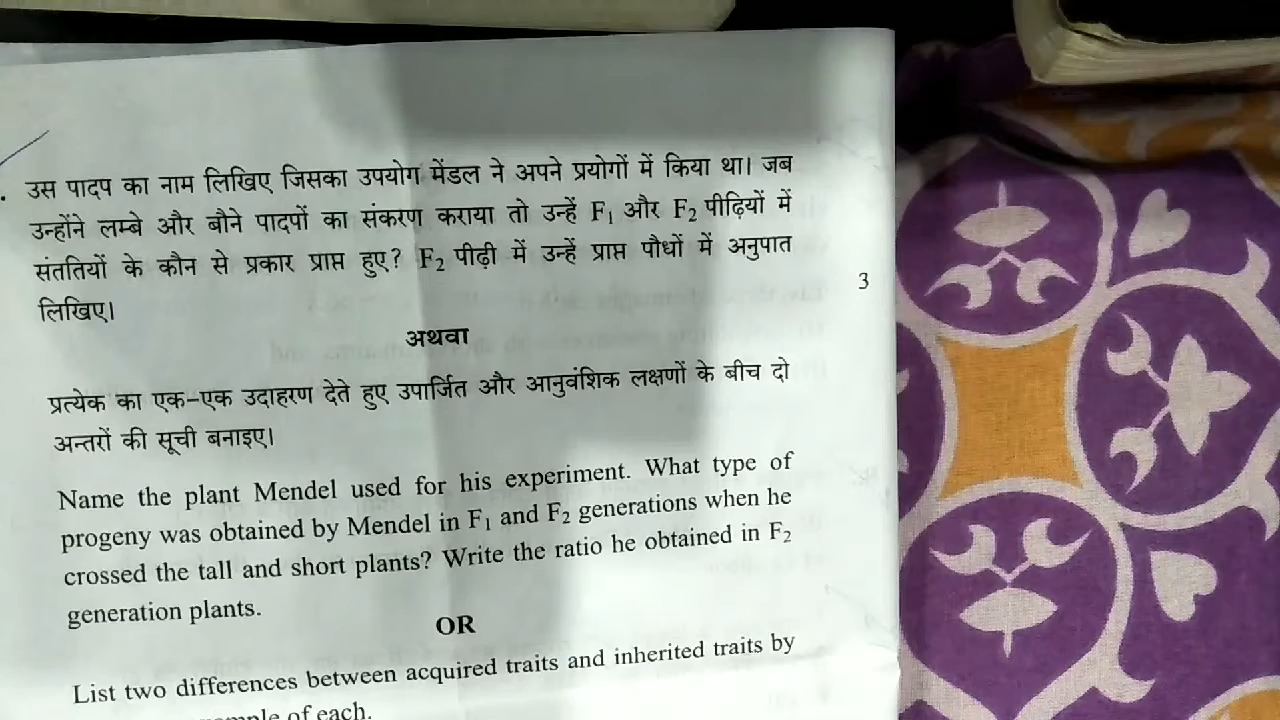 . उस पादप का नाम लिखिए जिसका उपयोग मेंडल ने अपने प्रयोगों में किया था। जब
उन्होंने लम्बे और बौने पादपों का संकरण कराया तो उन्हें F₁ और F₂ पीढ़ियों में
संततियों के कौन से प्रकार प्राप्त हुए? F₂ पीढ़ी में उन्हें प्राप्त पौधों में अनुपात
लिखिए।
3
अथवा
प्रत्येक का एक-एक उदाहरण देते हुए उपार्जित और आनुवंशिक लक्षणों के बीच दो
अन्तरों की सूची बनाइए।
Name the plant Mendel used for his experiment. What type of
progeny was obtained by Mendel in F₁ and F₂ generations when he
crossed the tall and short plants? Write the ratio he obtained in F₂
generation plants.
OR
List two differences between acquired traits and inherited traits by
of each.